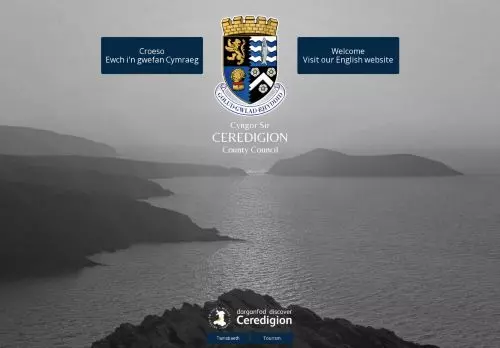 Croeso
Ewch i'n gwefan Cymraeg
Welcome
Visit our English website
GOLUD GWLAD RHYDDID
Cyngor Sir
CEREDIGION
County Council
darganfod discover
Ceredigion
Twristiaeth
Tourism